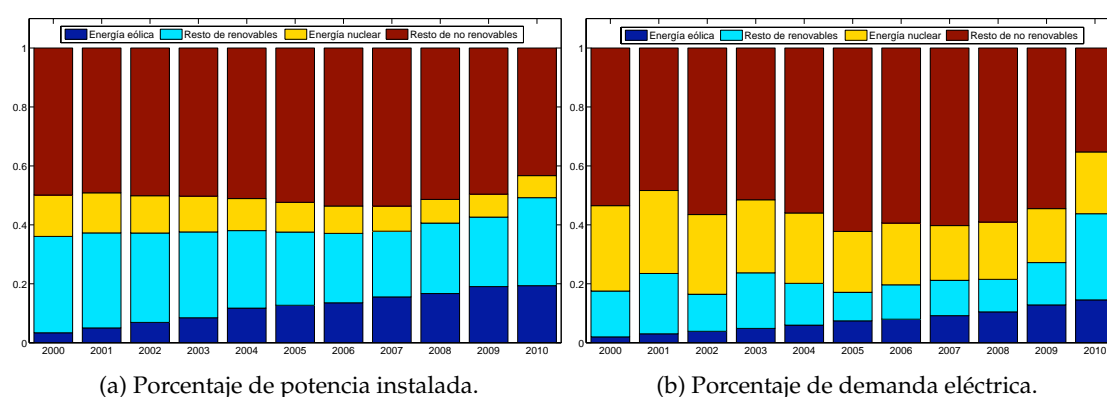 Energía eólica Resto de renovables Energía nuclear Resto de no renovables
1
0.8
0.6
0.4
0.2
0
2000 2001 2002 2003 2004 2005 2006 2007 2008 2009 2010
(a) Porcentaje de potencia instalada.
Energía eólica Resto de renovables Energía nuclear Resto de no renovables
1
0.8
0.6
0.4
0.2
0
2000 2001 2002 2003 2004 2005 2006 2007 2008 2009 2010
(b) Porcentaje de demanda eléctrica.